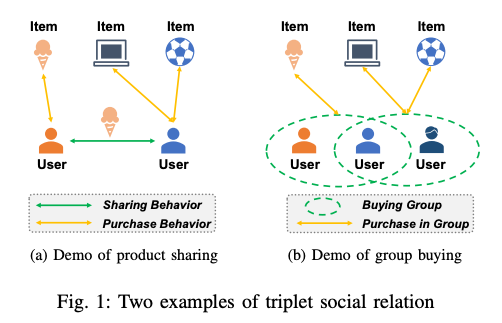 Item Item Item
Item Item Item
User User
User User User
Sharing Behavior
Purchase Behavior
Buying Group
Purchase in Group
(a) Demo of product sharing
(b) Demo of group buying
Fig. 1: Two examples of triplet social relation